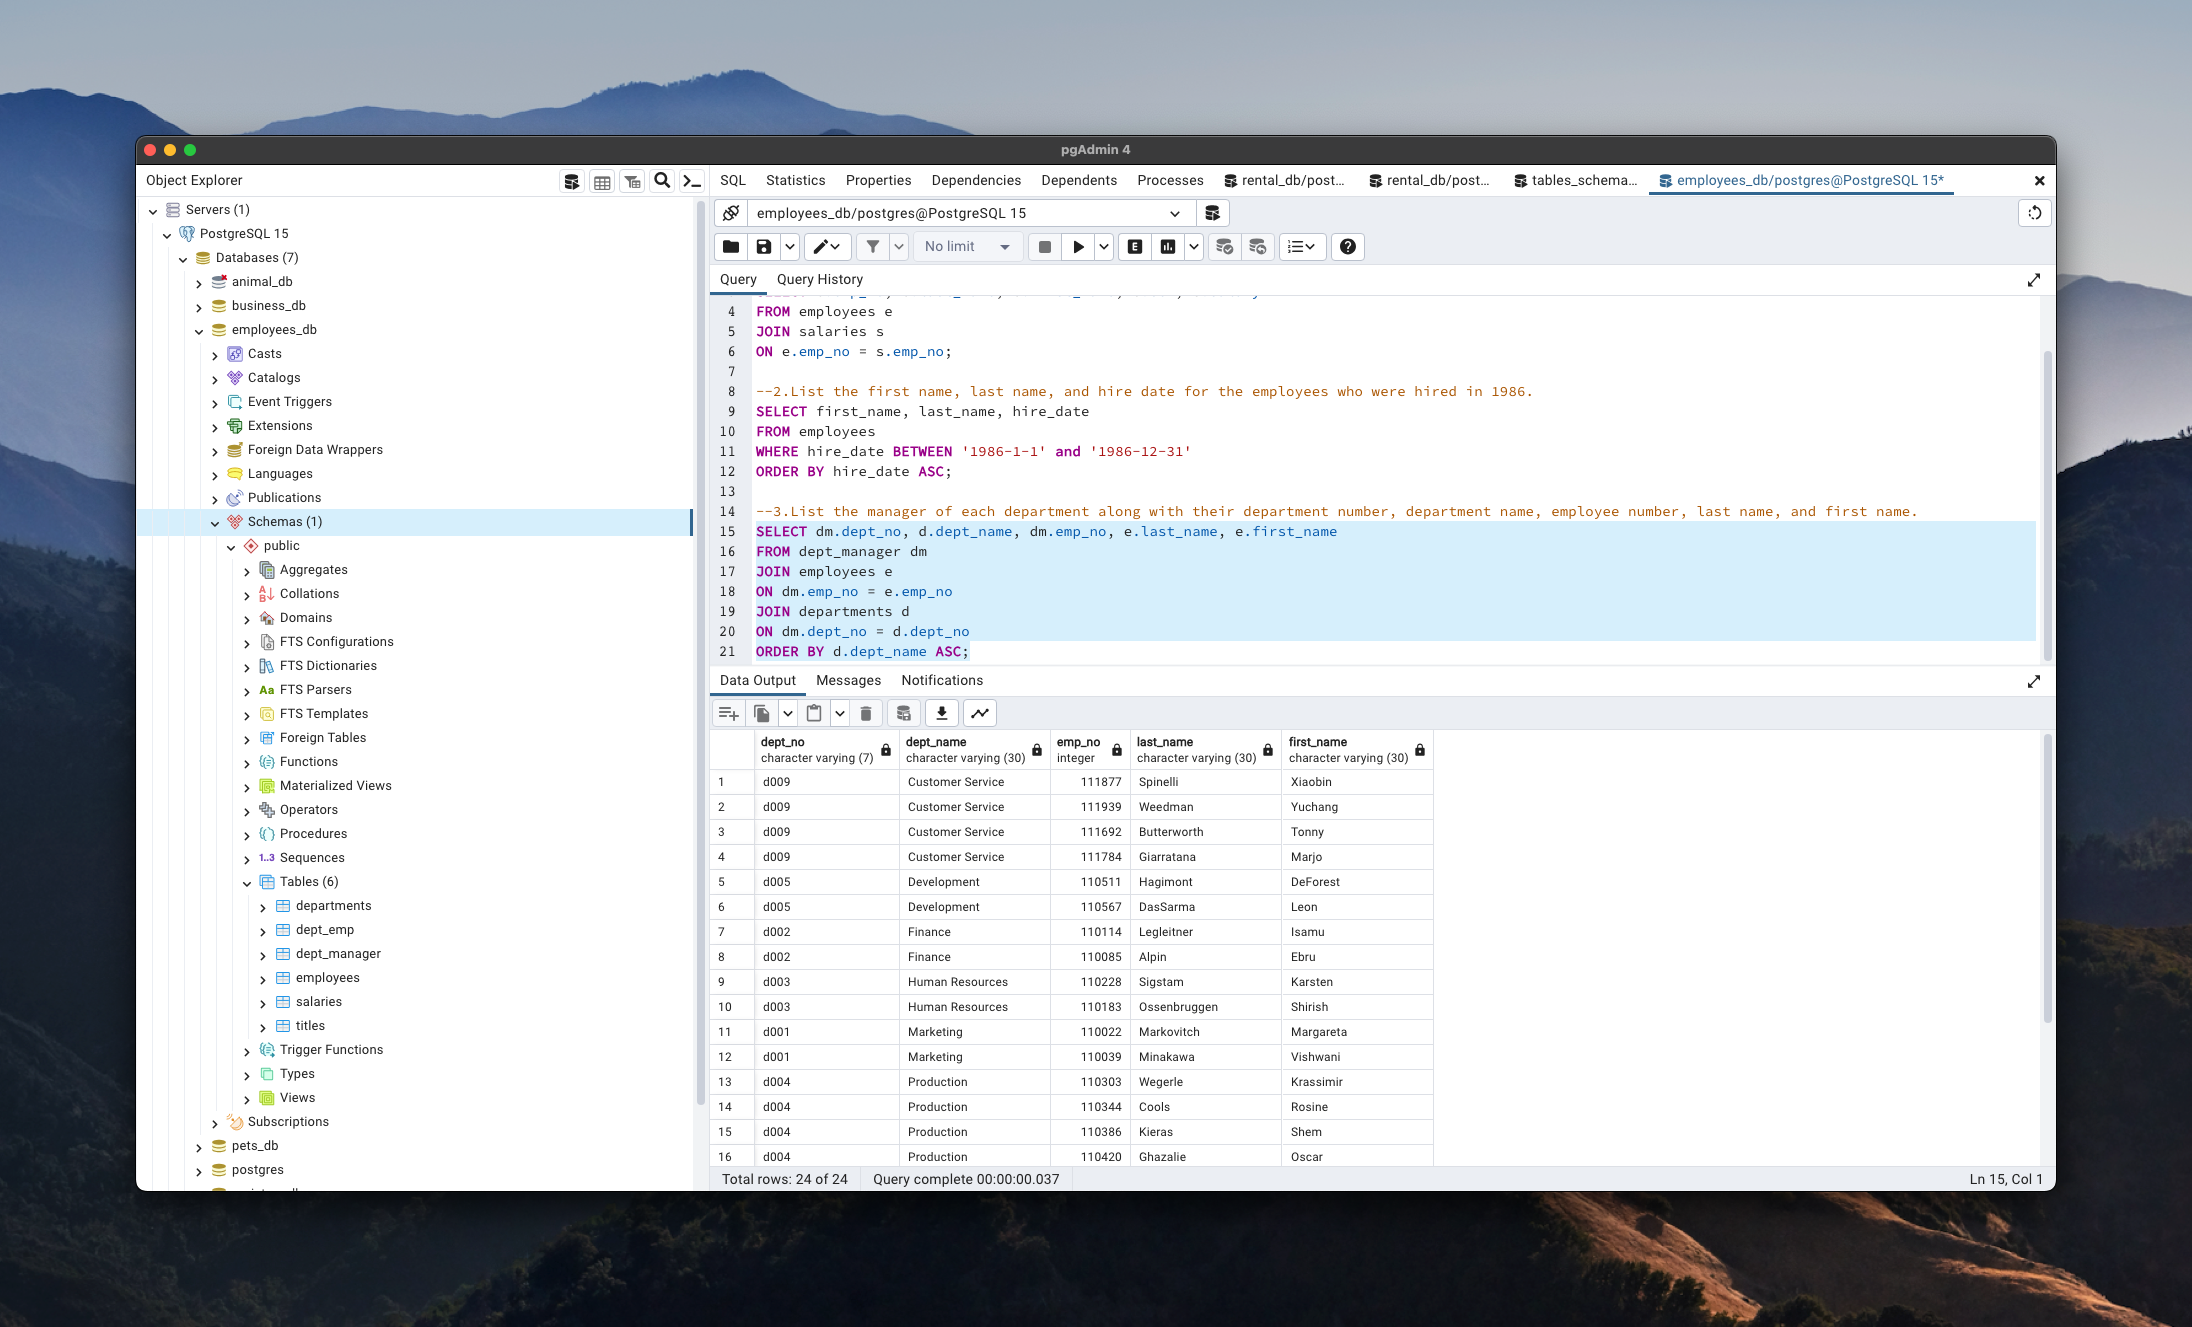 pgAdmin 4
Object Explorer
SQL Statistics Properties Dependencies Dependents Processes rental_db/post... rental_db/post... tables_schema... employees_db/postgres@PostgreSQL 15*
Servers (1)
PostgreSQL 15
Databases (7)
animal_db
business_db
employees_db
Casts
Catalogs
Event Triggers
Extensions
Foreign Data Wrappers
Languages
Publications
Schemas (1)
public
Aggregates
Collations
Domains
FTS Configurations
FTS Dictionaries
Aa FTS Parsers
FTS Templates
Foreign Tables
Functions
Materialized Views
Operators
Procedures
1..3 Sequences
Tables (6)
departments
dept_emp
dept_manager
employees
salaries
titles
Trigger Functions
Types
Views
Subscriptions
pets_db
postgres
employees_db/postgres@PostgreSQL 15
No limit
Query Query History
4 FROM employees e
5 JOIN salaries s
6 ON e.emp_no = s.emp_no;
7
8 --2.List the first name, last name, and hire date for the employees who were hired in 1986.
9 SELECT first_name, last_name, hire_date
10 FROM employees
11 WHERE hire_date BETWEEN '1986-1-1' and '1986-12-31'
12 ORDER BY hire_date ASC;
13
14 --3.List the manager of each department along with their department number, department name, employee number, last name, and first name.
15 SELECT dm.dept_no, d.dept_name, dm.emp_no, e.last_name, e.first_name
16 FROM dept_manager dm
17 JOIN employees e
18 ON dm.emp_no = e.emp_no
19 JOIN departments d
20 ON dm.dept_no = d.dept_no
21 ORDER BY d.dept_name ASC;
Data Output Messages Notifications
dept_no dept_name emp_no last_name first_name
character varying (7) character varying (30) integer character varying (30) character varying (30)
1 d009 Customer Service 111877 Spinelli Xiaobin
2 d009 Customer Service 111939 Weedman Yuchang
3 d009 Customer Service 111692 Butterworth Tonny
4 d009 Customer Service 111784 Giarratana Marjo
5 d005 Development 110511 Hagimont DeForest
6 d005 Development 110567 DasSarma Leon
7 d002 Finance 110114 Legleitner Isamu
8 d002 Finance 110085 Alpin Ebru
9 d003 Human Resources 110228 Sigstam Karsten
10 d003 Human Resources 110183 Ossenbruggen Shirish
11 d001 Marketing 110022 Markovitch Margareta
12 d001 Marketing 110039 Minakawa Vishwani
13 d004 Production 110303 Wegerle Krassimir
14 d004 Production 110344 Cools Rosine
15 d004 Production 110386 Kieras Shem
16 d004 Production 110420 Ghazalie Oscar
Total rows: 24 of 24 Query complete 00:00:00.037 Ln 15, Col 1